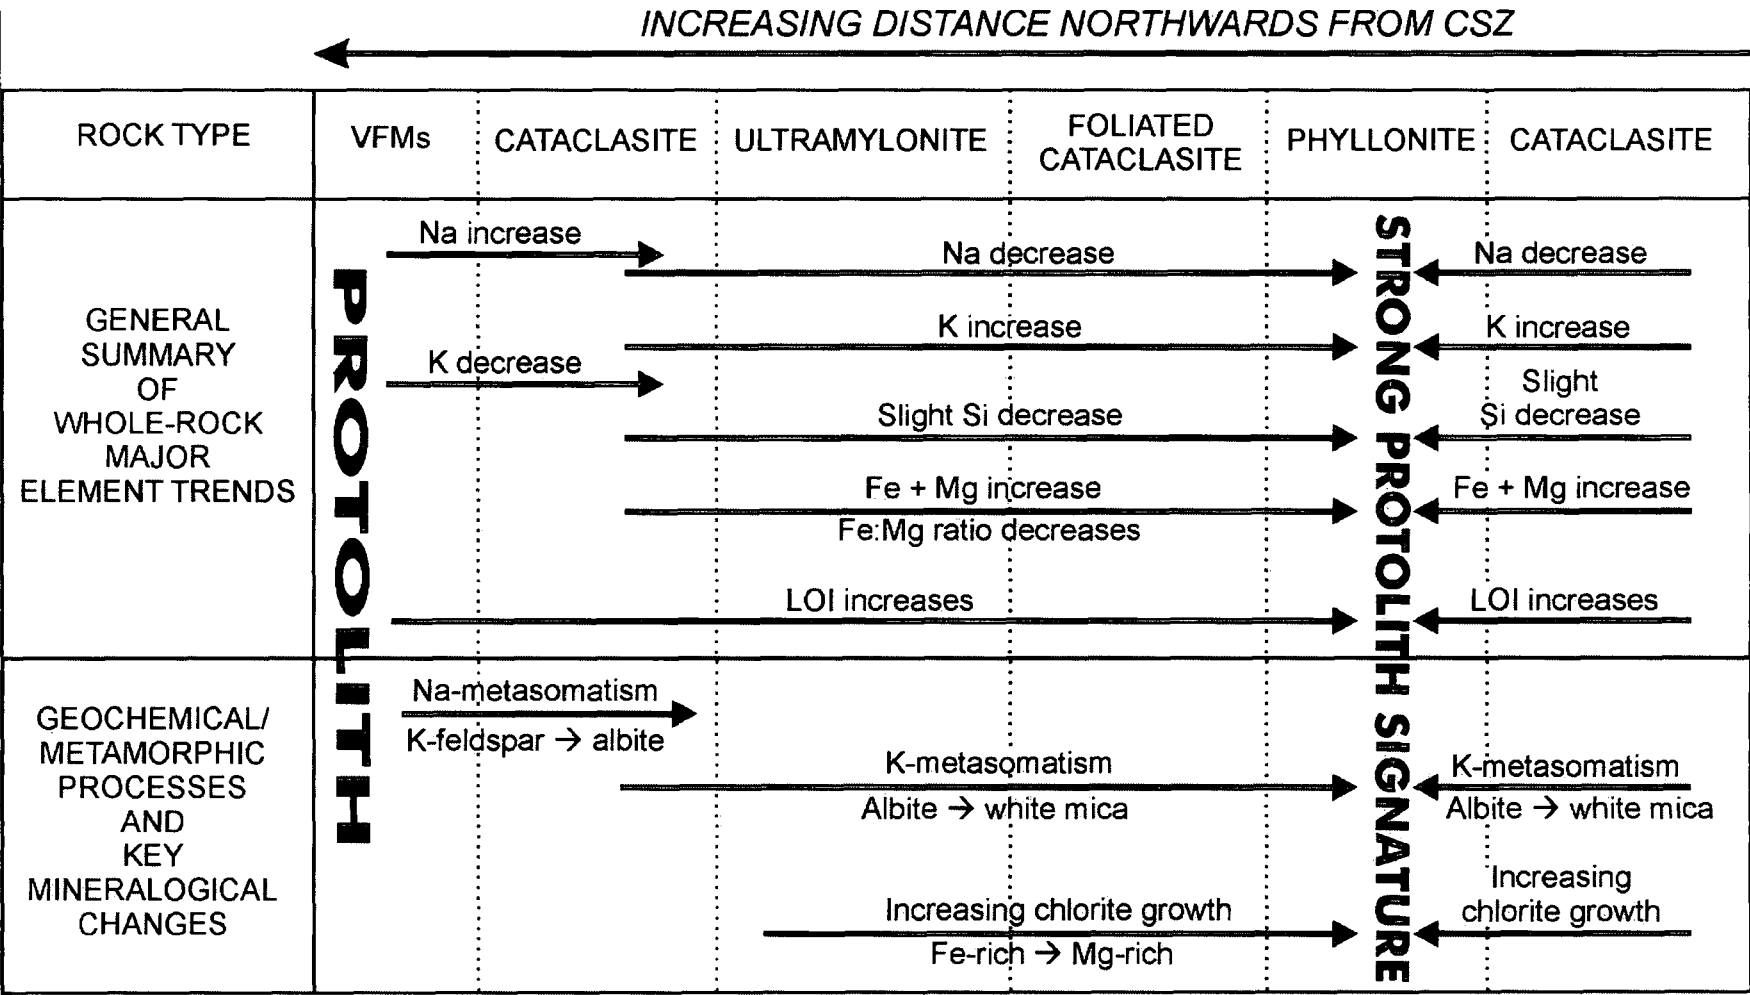 INCREASING DISTANCE NORTHWARDS FROM CSZ
ROCK TYPE
VFMs
CATACLASITE
ULTRAMYLONITE
FOLIATED
CATACLASITE
PHYLLONITE
CATACLASITE
GENERAL
SUMMARY
OF
WHOLE-ROCK
MAJOR
ELEMENT TRENDS
PROTOLITH
Na increase
Na decrease
K increase
K decrease
Slight Si decrease
Fe + Mg increase
Fe:Mg ratio decreases
LOI increases
STRONG PROTOLITH SIGNATURE
Na decrease
K increase
Slight
Si decrease
Fe + Mg increase
LOI increases
GEOCHEMICAL/
METAMORPHIC
PROCESSES
AND
KEY
MINERALOGICAL
CHANGES
Na-metasomatism
K-feldspar → albite
K-metasomatism
Albite → white mica
Increasing chlorite growth
Fe-rich → Mg-rich
K-metasomatism
Albite → white mica
Increasing
chlorite growth